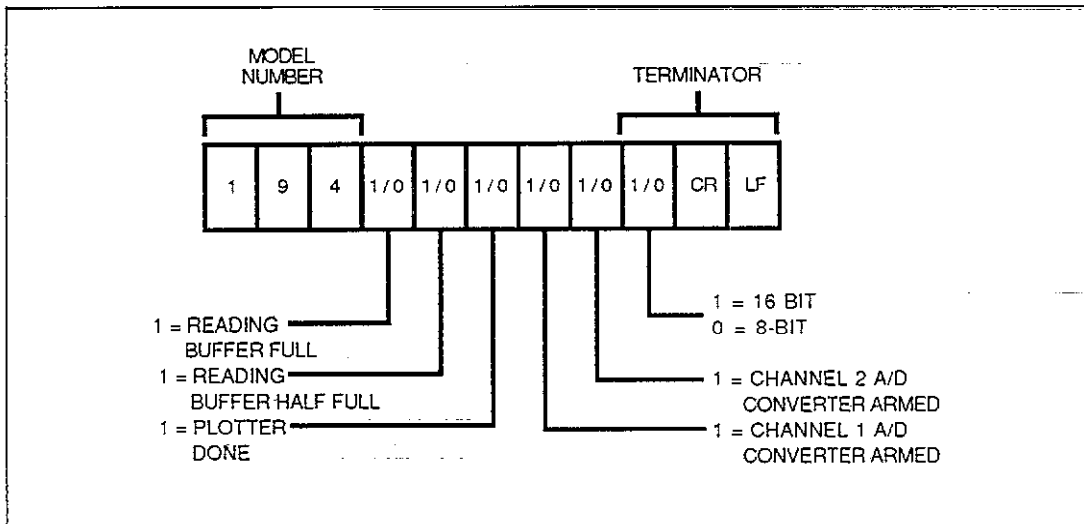 MODEL
NUMBER
TERMINATOR
1 9 4 1/0 1/0 1/0 1/0 1/0 1/0 CR LF
1 = READING
BUFFER FULL
1 = READING
BUFFER HALF FULL
1 = PLOTTER
DONE
1 = 16 BIT
0 = 8-BIT
1 = CHANNEL 2 A/D
CONVERTER ARMED
1 = CHANNEL 1 A/D
CONVERTER ARMED